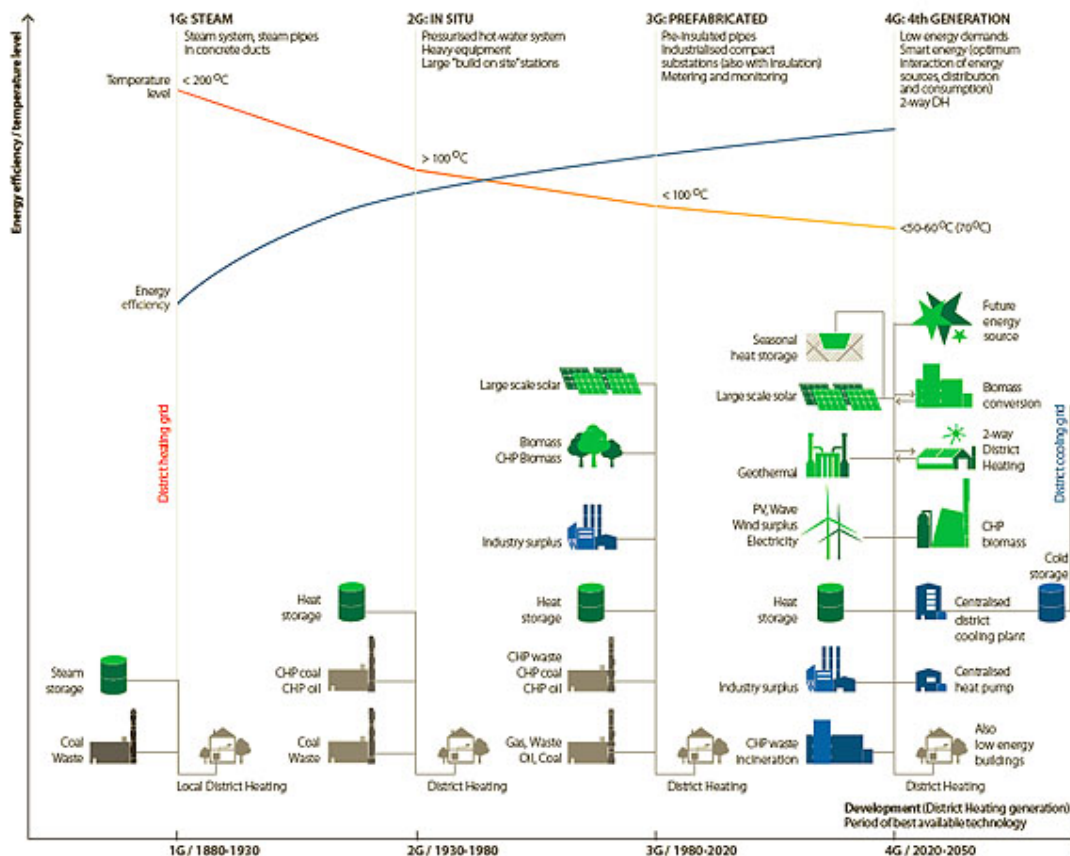 1G: STEAM
Steam system, steam pipes
In concrete ducts
2G: IN SITU
Pressurised hot-water system
Heavy equipment
Large "build on site" stations
3G: PREFABRICATED
Pre-insulated pipes
Industrialised compact
substations (also with insulation)
Metering and monitoring
4G: 4th GENERATION
Low energy demands
Smart energy (optimum
Interaction of energy
sources, distribution
and consumption)
2-way DH
Energy efficiency / temperature level
Temperature
level
< 200 °C
> 100 °C
< 100 °C
<50-60 °C (70 °C)
Energy
efficiency
District heating grid
District cooling grid
Steam
storage
Coal
Waste
Local District Heating
Heat
storage
CHP coal
CHP oil
Coal
Waste
District Heating
Large scale solar
Biomass
CHP Biomass
Industry surplus
Heat
storage
CHP waste
CHP coal
CHP oil
Gas, Waste
Oil, Coal
District Heating
Seasonal
heat storage
Large scale solar
Geothermal
PV, Wave
Wind surplus
Electricity
Heat
storage
Industry surplus
CHP waste
Incineration
Future
energy
source
Biomass
conversion
2-way
District
Heating
CHP
biomass
Cold
storage
Centralised
district
cooling plant
Centralised
heat pump
Also
low energy
buildings
District Heating
Development (District Heating generation)
Period of best available technology
1G / 1880-1930
2G / 1930-1980
3G / 1980-2020
4G / 2020-2050